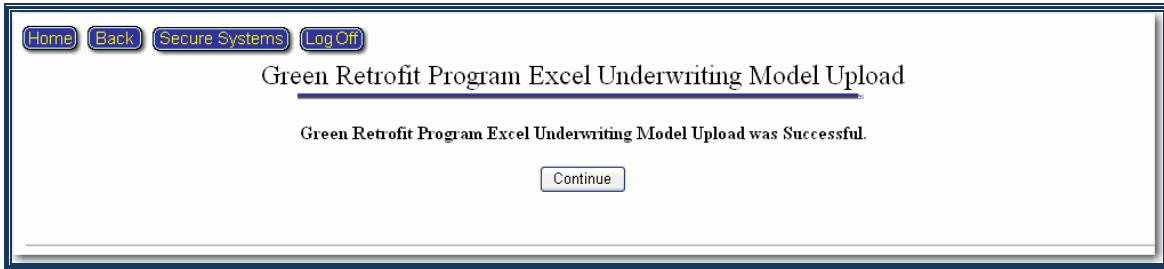 Home Back Secure Systems Log Off
Green Retrofit Program Excel Underwriting Model Upload
Green Retrofit Program Excel Underwriting Model Upload was Successful.
Continue